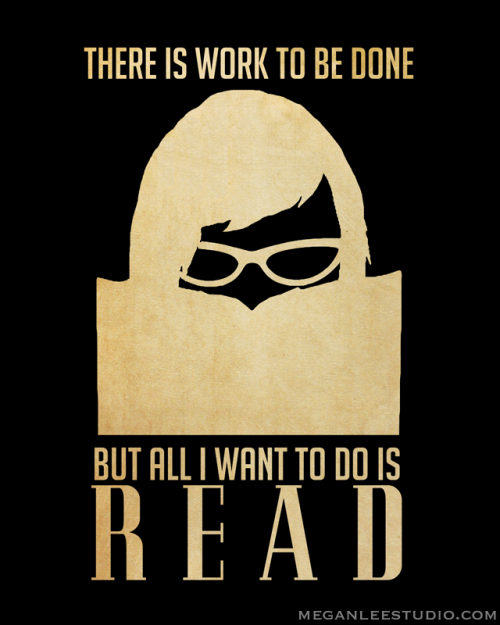 THERE IS WORK TO BE DONE
BUT ALL I WANT TO DO IS
READ
MEGANLEESTUDIO.COM